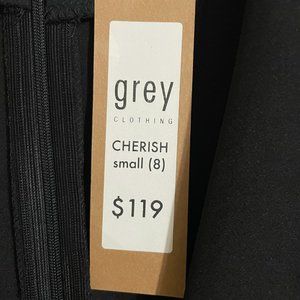 grey
CLOTHING
CHERISH
small (8)
$119